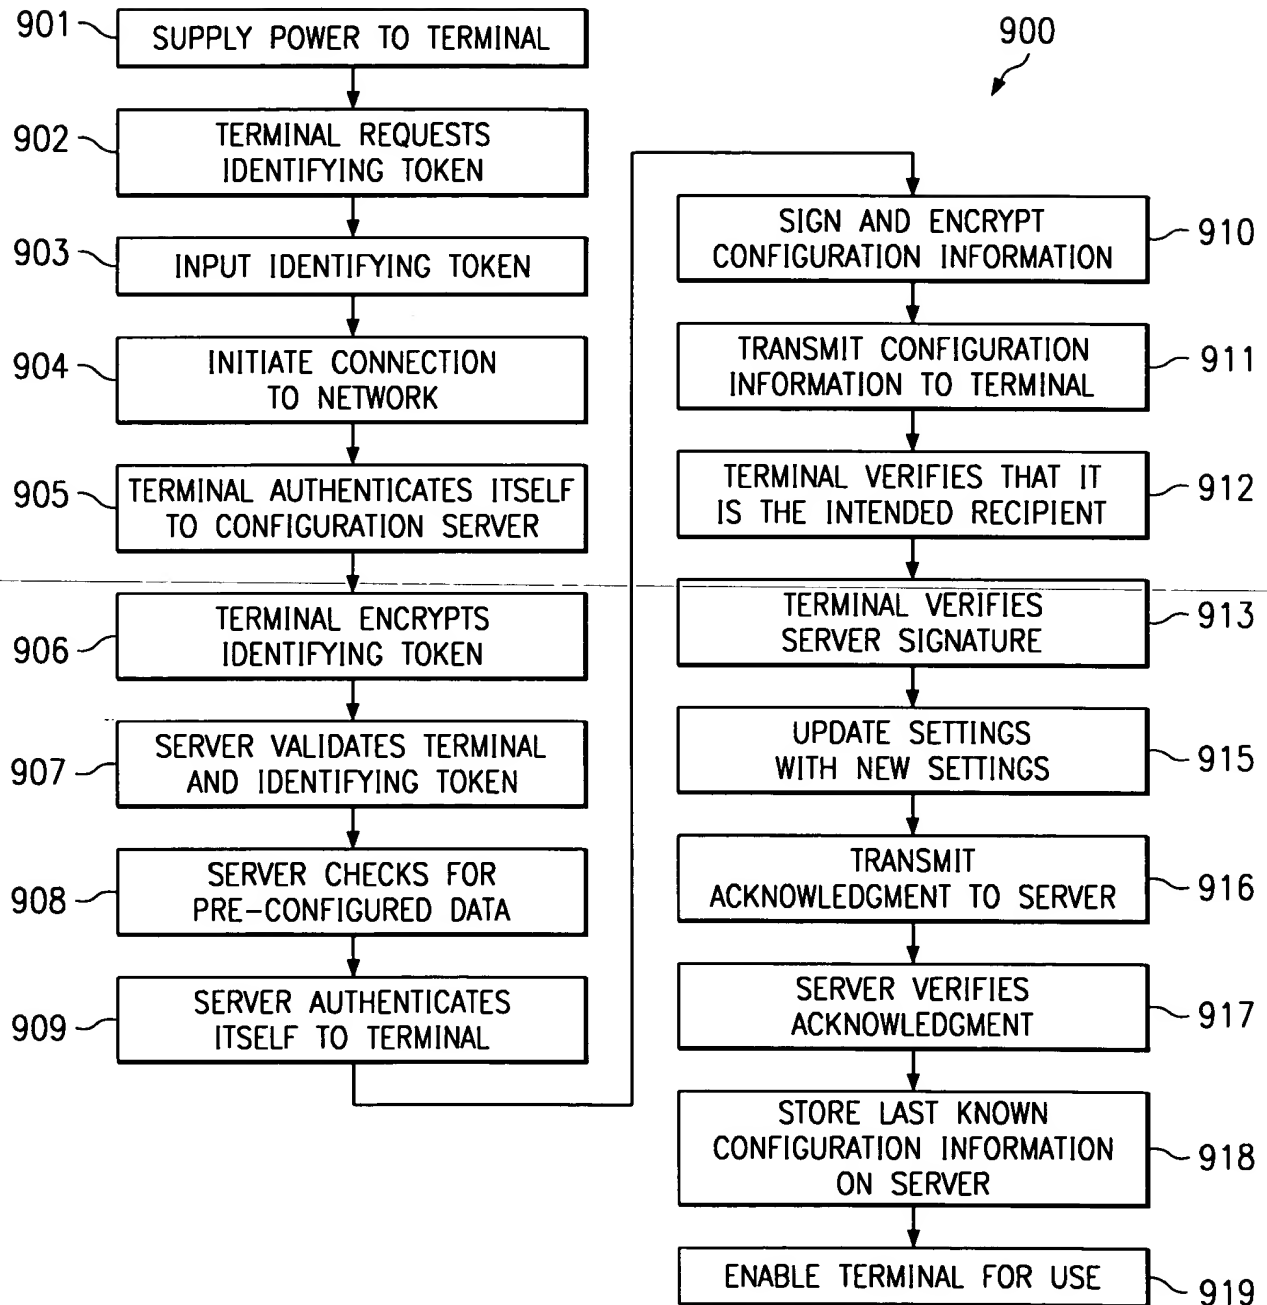 900
901
SUPPLY POWER TO TERMINAL
902
TERMINAL REQUESTS
IDENTIFYING TOKEN
903
INPUT IDENTIFYING TOKEN
904
INITIATE CONNECTION
TO NETWORK
905
TERMINAL AUTHENTICATES ITSELF
TO CONFIGURATION SERVER
906
TERMINAL ENCRYPTS
IDENTIFYING TOKEN
907
SERVER VALIDATES TERMINAL
AND IDENTIFYING TOKEN
908
SERVER CHECKS FOR
PRE-CONFIGURED DATA
909
SERVER AUTHENTICATES
ITSELF TO TERMINAL
SIGN AND ENCRYPT
CONFIGURATION INFORMATION
910
TRANSMIT CONFIGURATION
INFORMATION TO TERMINAL
911
TERMINAL VERIFIES THAT IT
IS THE INTENDED RECIPIENT
912
TERMINAL VERIFIES
SERVER SIGNATURE
913
UPDATE SETTINGS
WITH NEW SETTINGS
915
TRANSMIT
ACKNOWLEDGMENT TO SERVER
916
SERVER VERIFIES
ACKNOWLEDGMENT
917
STORE LAST KNOWN
CONFIGURATION INFORMATION
ON SERVER
918
ENABLE TERMINAL FOR USE
919